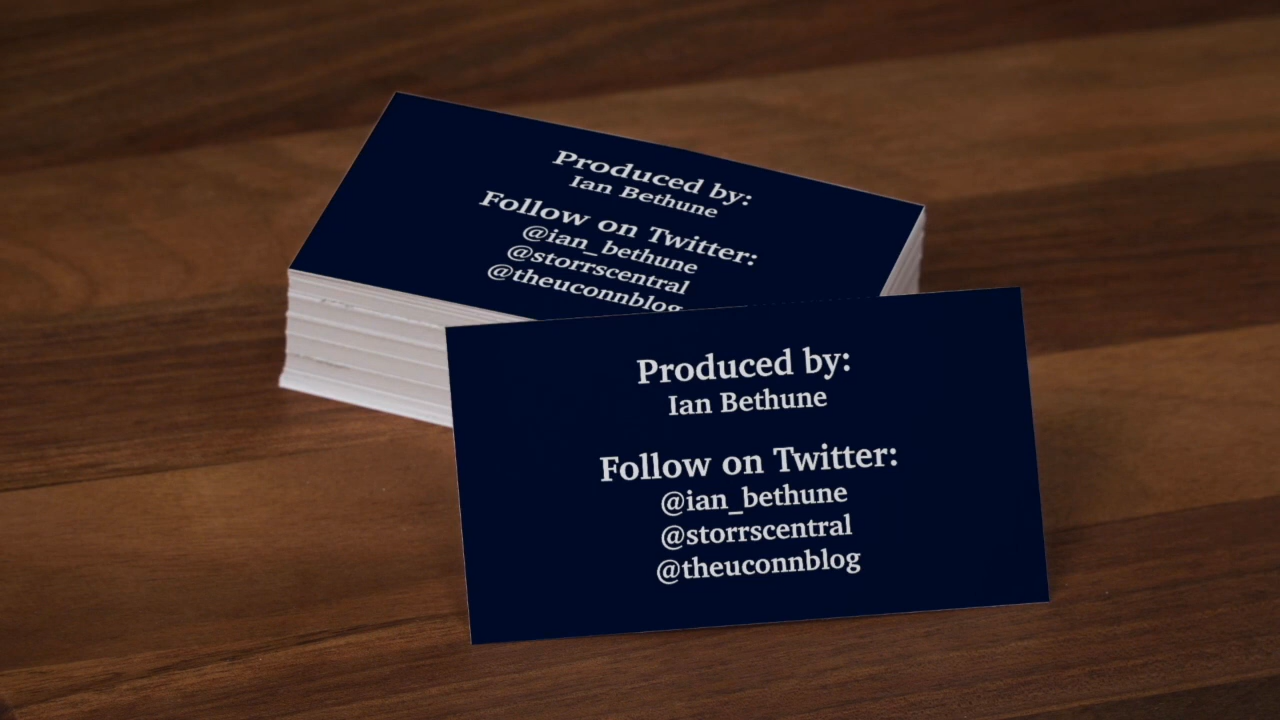 Produced by:
Ian Bethune
Follow on Twitter:
@ian_bethune
@storrscentral
@theuconnblog
Produced by:
Ian Bethune
Follow on Twitter:
@ian_bethune
@storrscentral
@theuconnblog